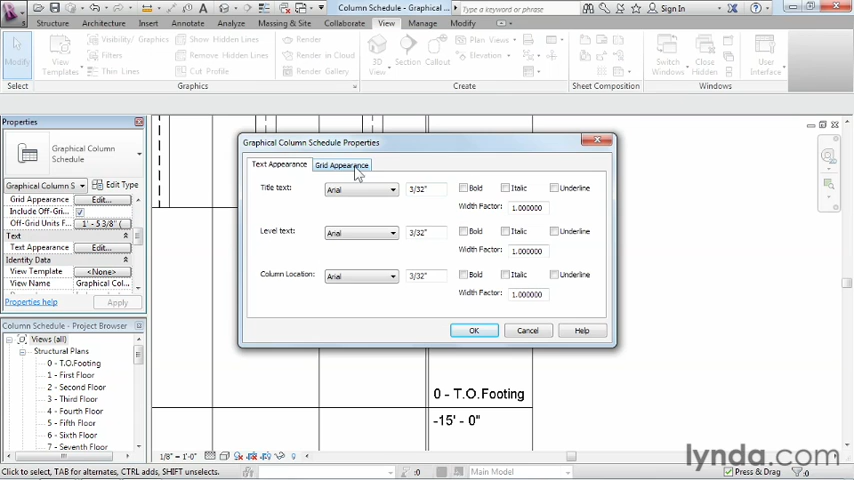 Column Schedule - Graphical ...
Type a keyword or phrase
Sign In
Structure Architecture Insert Annotate Analyze Massing & Site Collaborate View Manage Modify
Modify
View Templates
Visibility/ Graphics
Filters
Thin Lines
Show Hidden Lines
Remove Hidden Lines
Cut Profile
Render
Render in Cloud
Render Gallery
3D View
Section
Callout
Plan Views
Elevation
Switch Windows
Close Hidden
User Interface
Select Graphics Create Sheet Composition Windows
Properties
Graphical Column Schedule
Graphical Column S Edit Type
Grid Appearance Edit...
Include Off-Gri...
Off-Grid Units F... 1' - 5 3/8" (
Text
Text Appearance Edit...
Identity Data
View Template <None>
View Name Graphical Col...
Properties help Apply
Column Schedule - Project Browser
Views (all)
Structural Plans
0 - T.O.Footing
1 - First Floor
2 - Second Floor
3 - Third Floor
4 - Fourth Floor
5 - Fifth Floor
6 - Sixth Floor
7 - Seventh Floor
Graphical Column Schedule Properties
Text Appearance Grid Appearance
Title text: Arial 3/32" Bold Italic Underline
Width Factor: 1.000000
Level text: Arial 3/32" Bold Italic Underline
Width Factor: 1.000000
Column Location: Arial 3/32" Bold Italic Underline
Width Factor: 1.000000
OK Cancel Help
0 - T.O.Footing
-15' - 0"
1/8" = 1'-0"
Click to select, TAB for alternates, CTRL adds, SHIFT unselects.
:0
Main Model
Press & Drag
:0
lynda.com